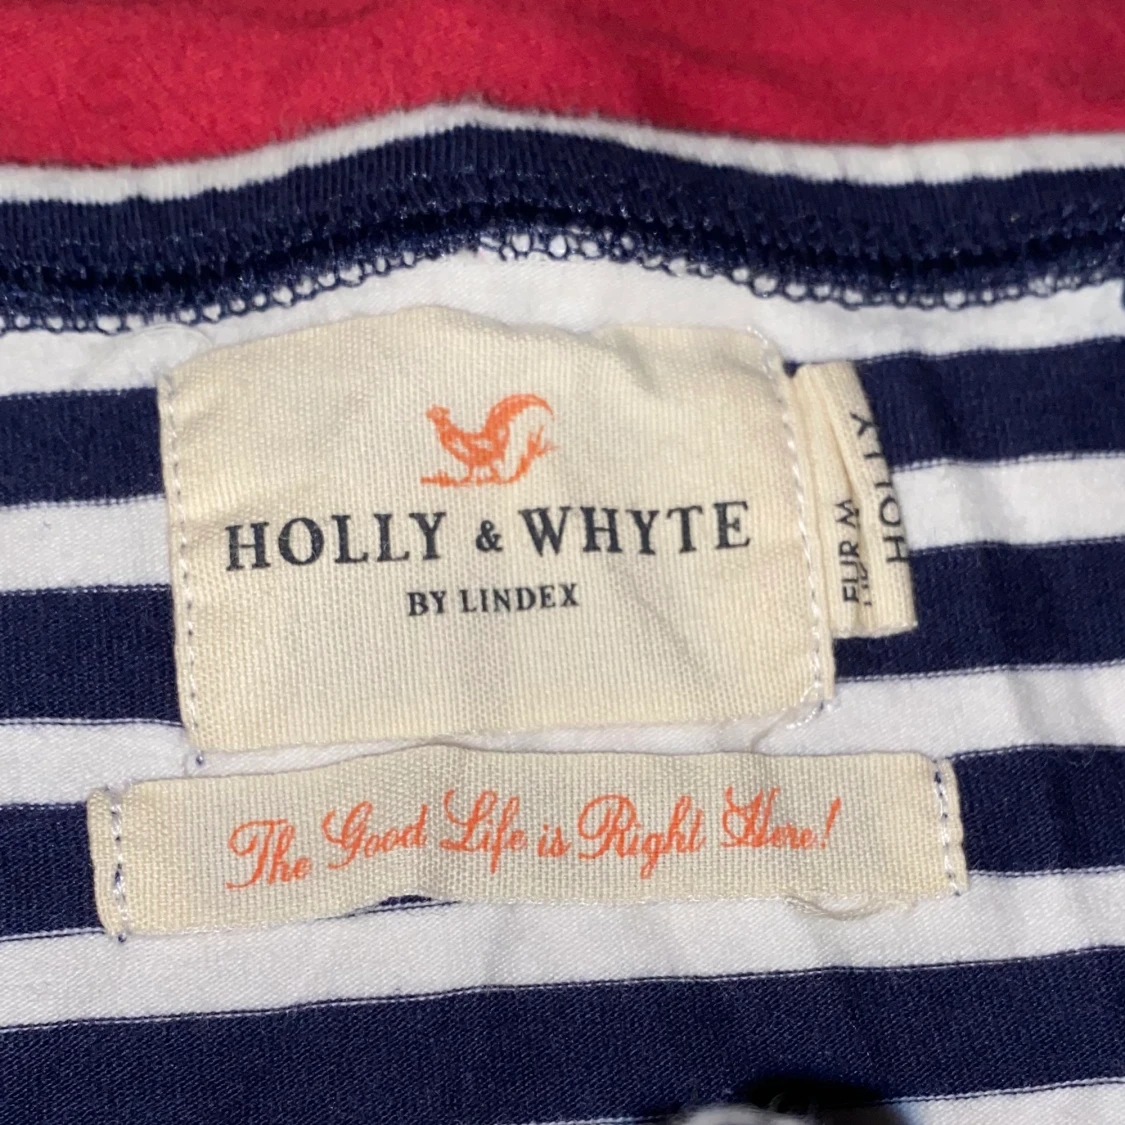 HOLLY & WHYTE
BY LINDEX
The Good Life is Right Here!
EUR M
HOLLY